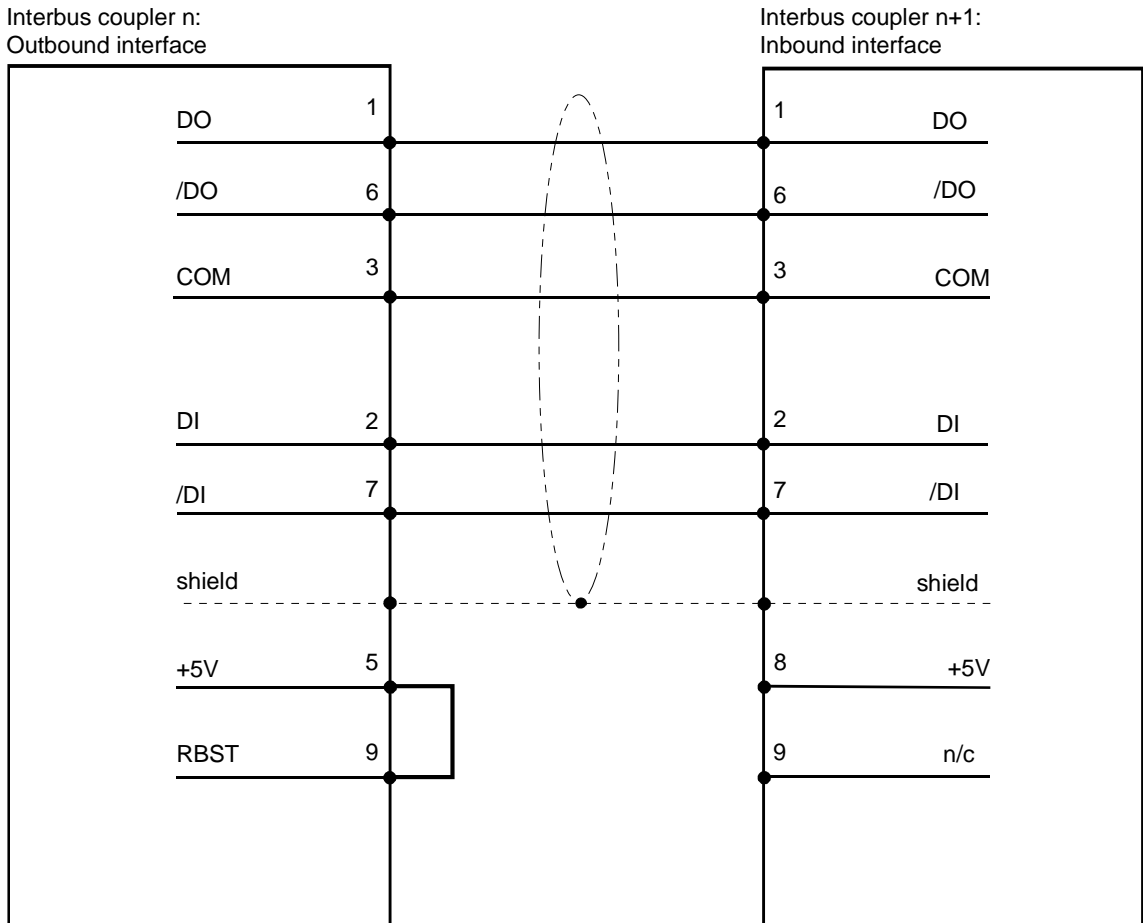 Interbus coupler n:
Outbound interface
Interbus coupler n+1:
Inbound interface
DO 1 1 DO
/DO 6 6 /DO
COM 3 3 COM
DI 2 2 DI
/DI 7 7 /DI
shield shield
+5V 5 8 +5V
RBST 9 9 n/c